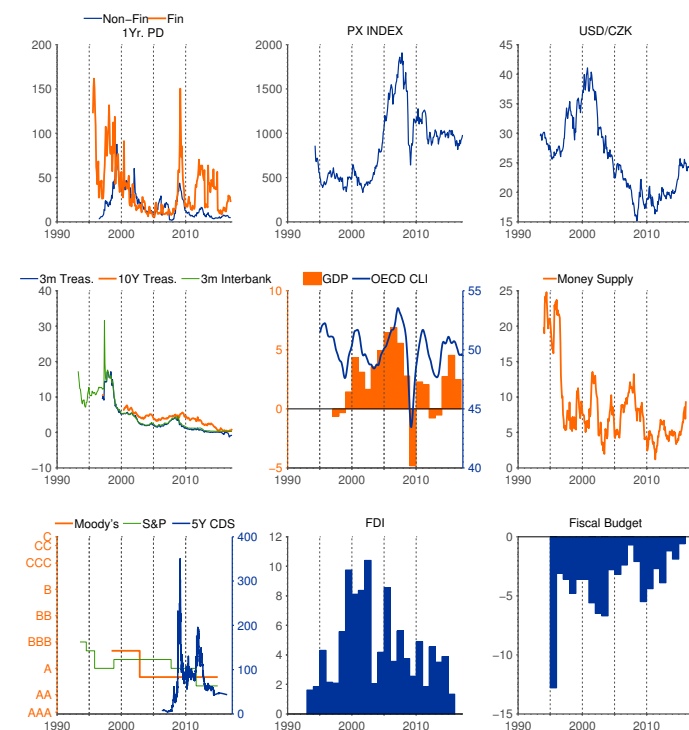 Non−Fin Fin
1Yr. PD
200
150
100
50
0
1990 2000 2010
PX INDEX
2000
1500
1000
500
0
1990 2000 2010
USD/CZK
45
40
35
30
25
20
15
1990 2000 2010
3m Treas. 10Y Treas. 3m Interbank
40
30
20
10
0
−10
1990 2000 2010
GDP OECD CLI
10
5
0
−5
55
50
45
40
1990 2000 2010
Money Supply
25
20
15
10
5
0
1990 2000 2010
Moody's S&P 5Y CDS
C
CC
CCC
B
BB
BBB
A
AA
AAA
400
300
200
100
0
1990 2000 2010
FDI
12
10
8
6
4
2
0
1990 2000 2010
Fiscal Budget
0
−5
−10
−15
1990 2000 2010